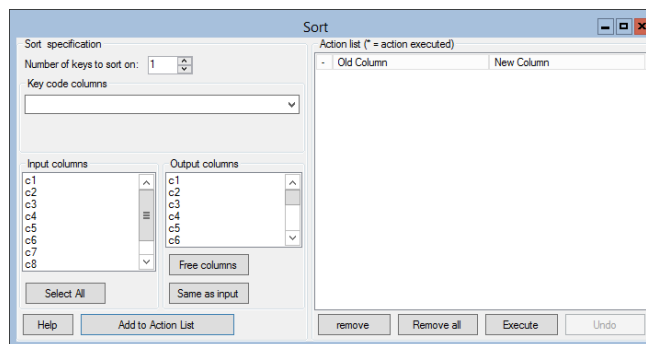 Sort
Sort specification
Number of keys to sort on: 1
Key code columns
Input columns
c1
c2
c3
c4
c5
c6
c7
c8
Select All
Output columns
c1
c2
c3
c4
c5
c6
Free columns
Same as input
Help
Add to Action List
Action list (* = action executed)
- Old Column New Column
remove Remove all Execute Undo